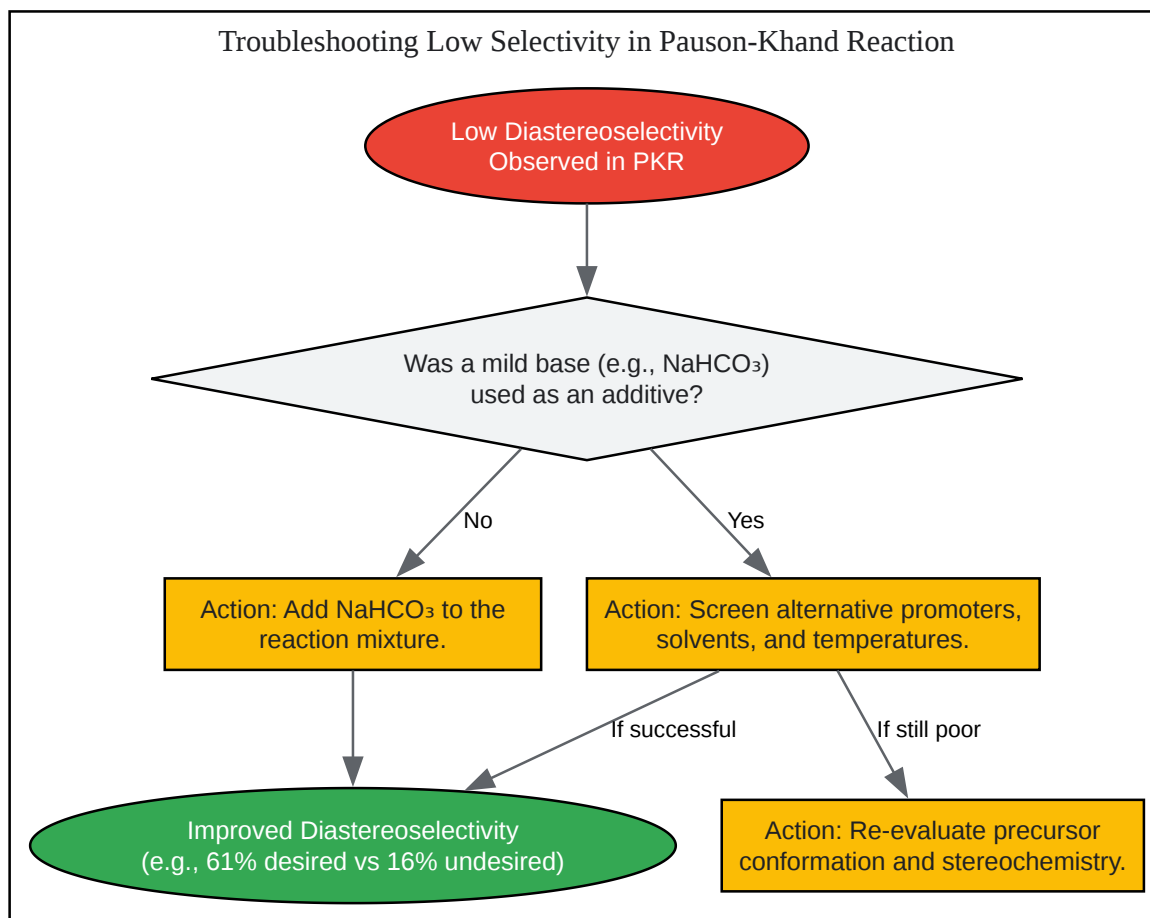 Troubleshooting Low Selectivity in Pauson-Khand Reaction
Low Diastereoselectivity
Observed in PKR
Was a mild base (e.g., NaHCO₃)
used as an additive?
No
Yes
Action: Add NaHCO₃ to the
reaction mixture.
Action: Screen alternative promoters,
solvents, and temperatures.
If successful
If still poor
Improved Diastereoselectivity
(e.g., 61% desired vs 16% undesired)
Action: Re-evaluate precursor
conformation and stereochemistry.